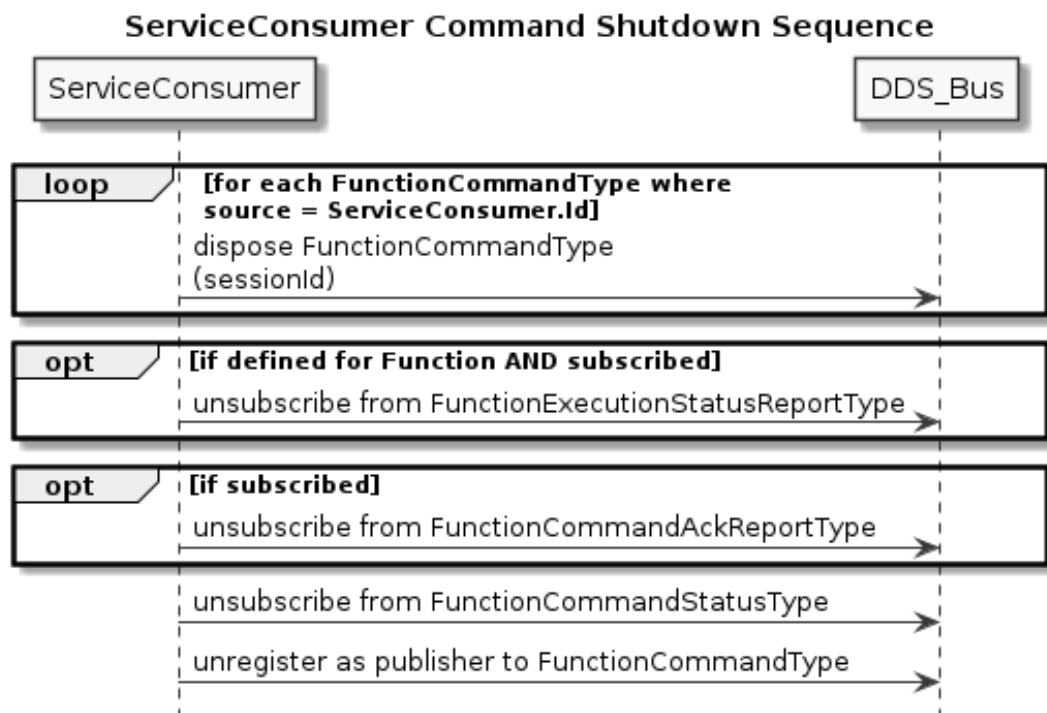 ServiceConsumer Command Shutdown Sequence
ServiceConsumer
DDS_Bus
loop
[for each FunctionCommandType where
source = ServiceConsumer.Id]
dispose FunctionCommandType
(sessionId)
opt
[if defined for Function AND subscribed]
unsubscribe from FunctionExecutionStatusReportType
opt
[if subscribed]
unsubscribe from FunctionCommandAckReportType
unsubscribe from FunctionCommandStatusType
unregister as publisher to FunctionCommandType